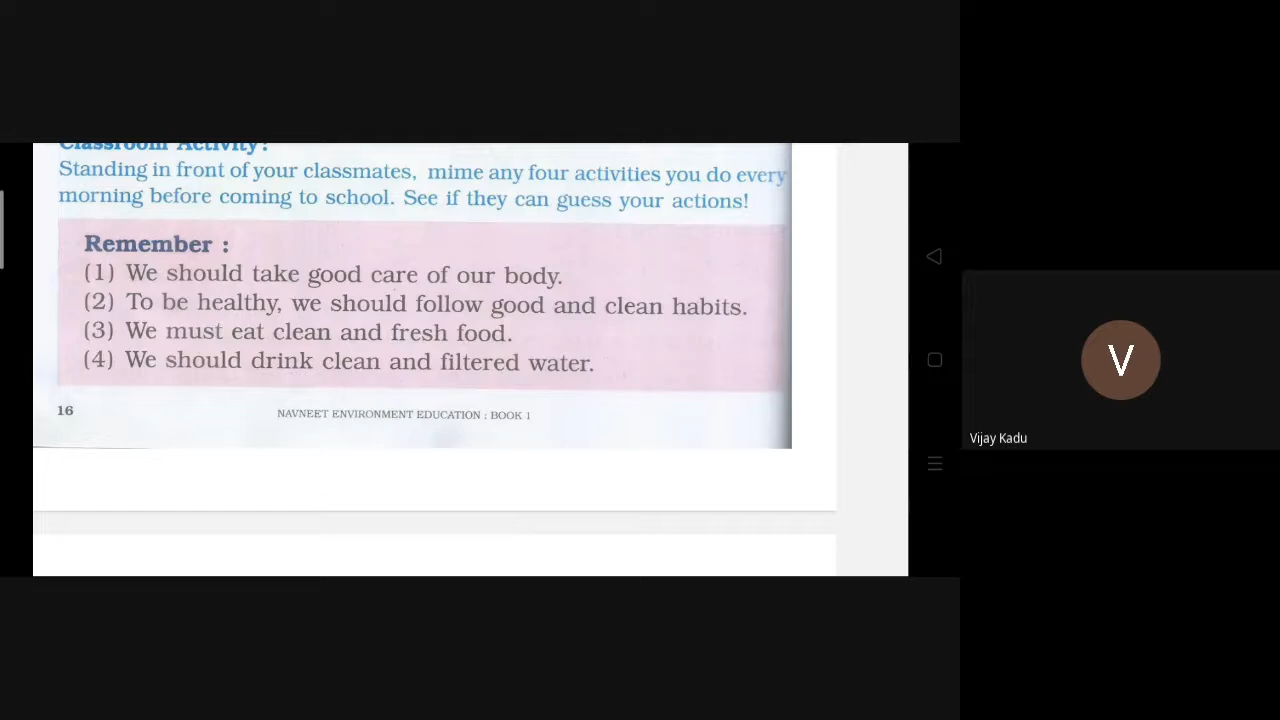 Classroom Activity:
Standing in front of your classmates, mime any four activities you do every
morning before coming to school. See if they can guess your actions!
Remember :
(1) We should take good care of our body.
(2) To be healthy, we should follow good and clean habits.
(3) We must eat clean and fresh food.
(4) We should drink clean and filtered water.
16
NAVNEET ENVIRONMENT EDUCATION : BOOK 1
V
Vijay Kadu